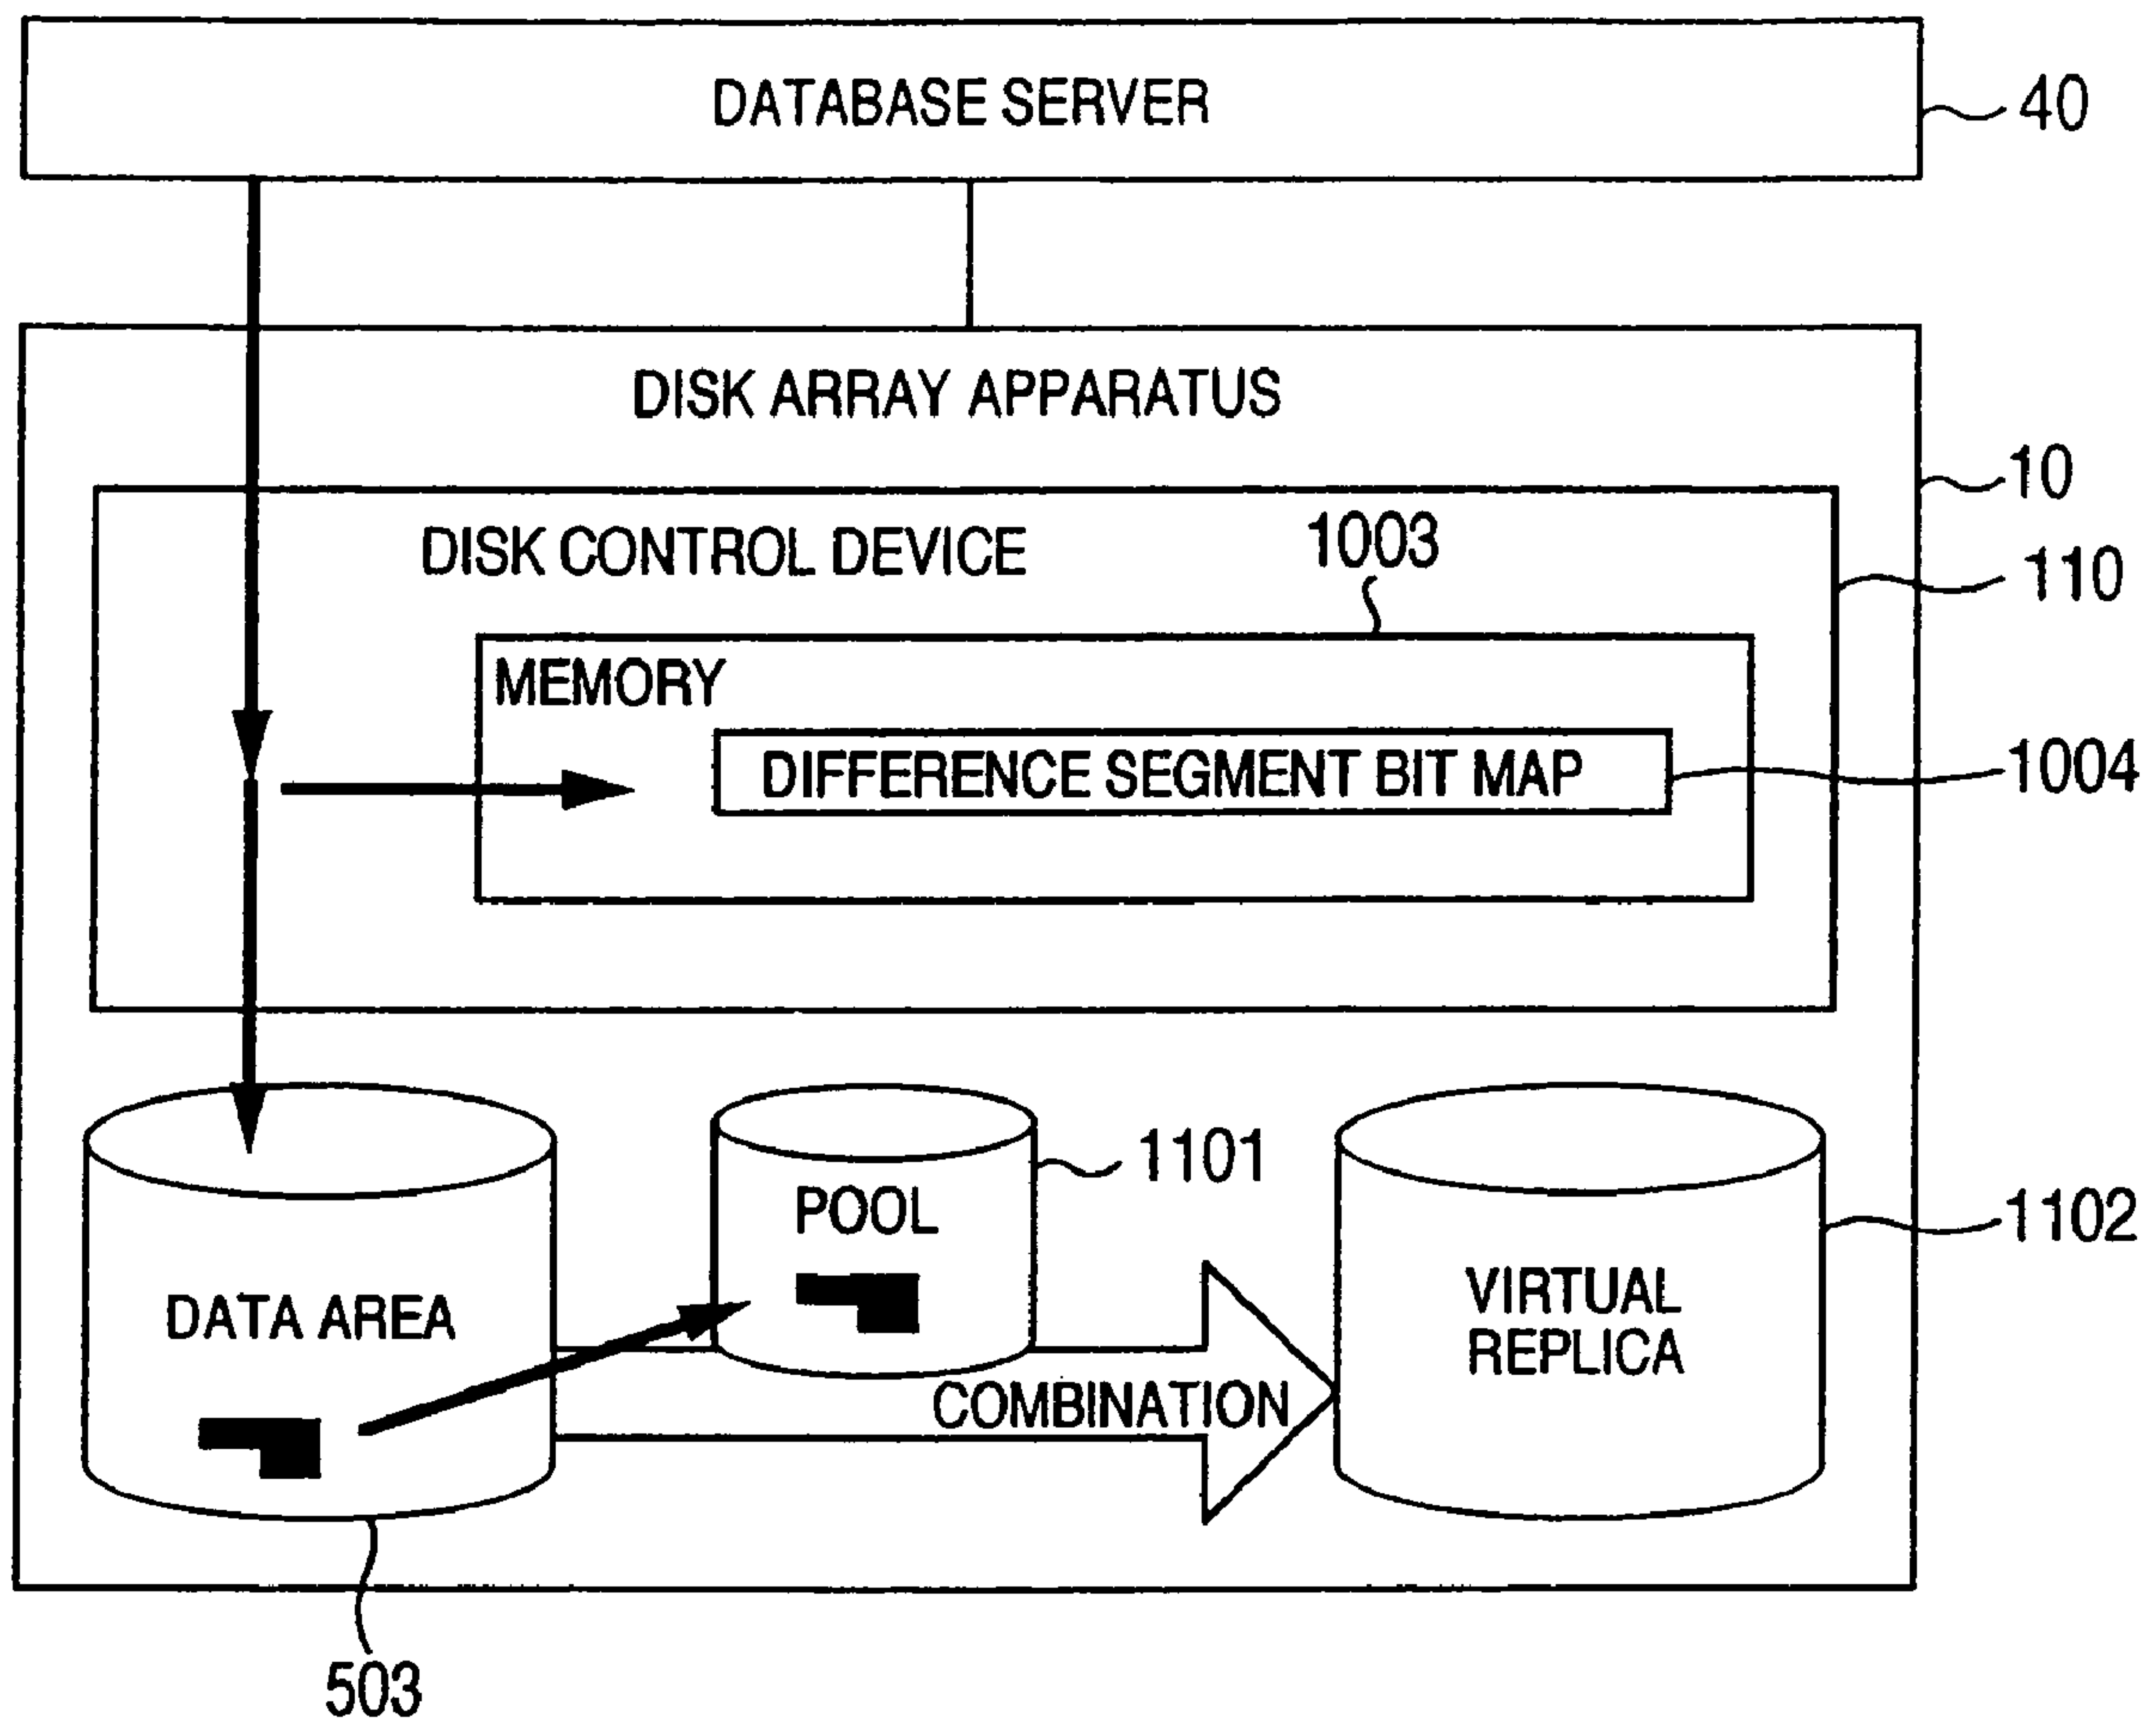 DATABASE SERVER
40
DISK ARRAY APPARATUS
10
DISK CONTROL DEVICE
1003
110
MEMORY
DIFFERENCE SEGMENT BIT MAP
1004
1101
POOL
1102
DATA AREA
VIRTUAL
REPLICA
COMBINATION
503